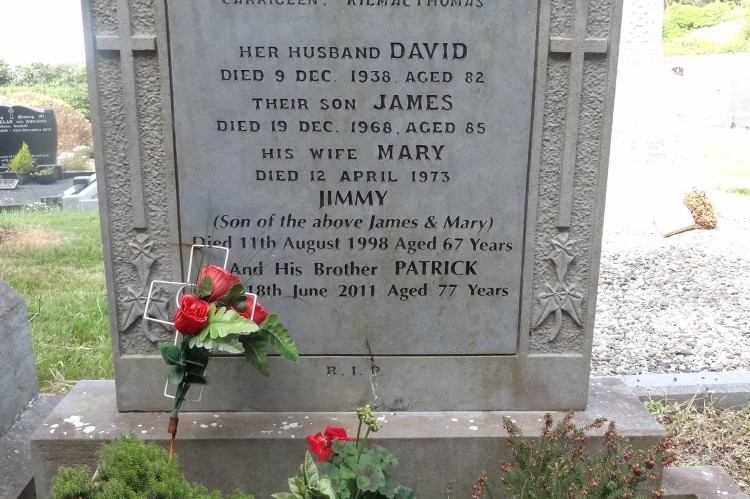 CARRIGEEN, KILMACTHOMAS
HER HUSBAND DAVID
DIED 9 DEC. 1938. AGED 82
THEIR SON JAMES
DIED 19 DEC. 1968. AGED 85
HIS WIFE MARY
DIED 12 APRIL 1973
JIMMY
(Son of the above James & Mary)
Died 11th August 1998 Aged 67 Years
And His Brother PATRICK
18th June 2011 Aged 77 Years
R.I.P.